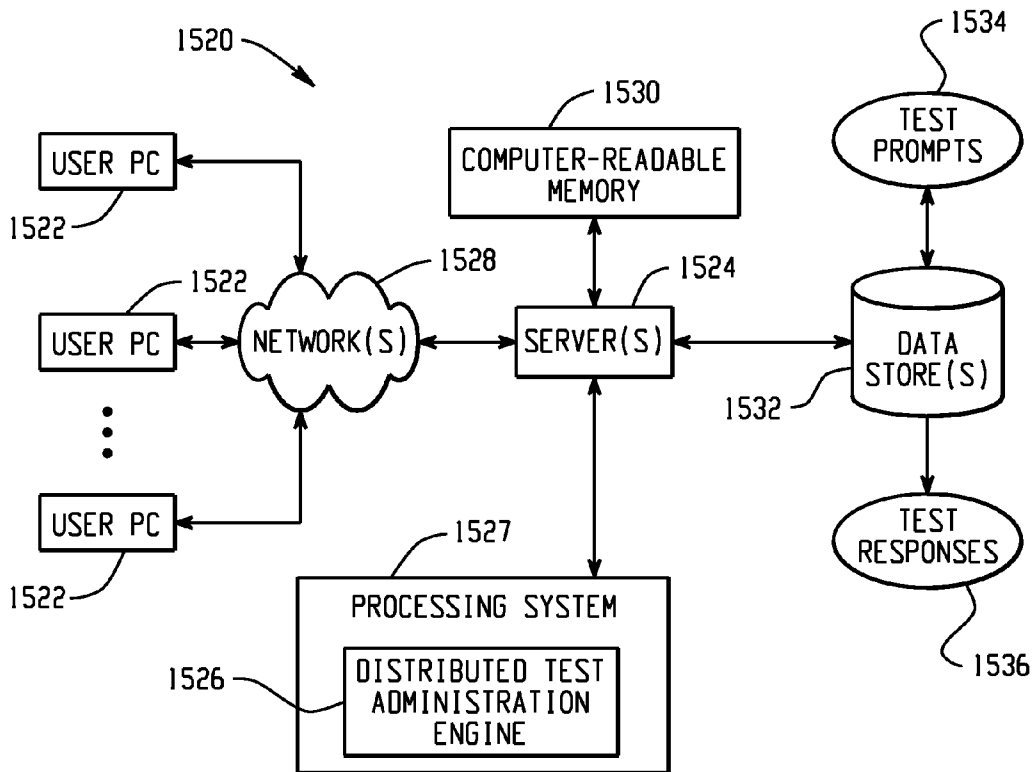 1520
1534
1530
USER PC
1522
COMPUTER-READABLE
MEMORY
TEST
PROMPTS
1522
1528
1524
USER PC
NETWORK(S)
SERVER(S)
DATA
STORE(S)
1532
USER PC
1522
1527
TEST
RESPONSES
1536
PROCESSING SYSTEM
1526
DISTRIBUTED TEST
ADMINISTRATION
ENGINE